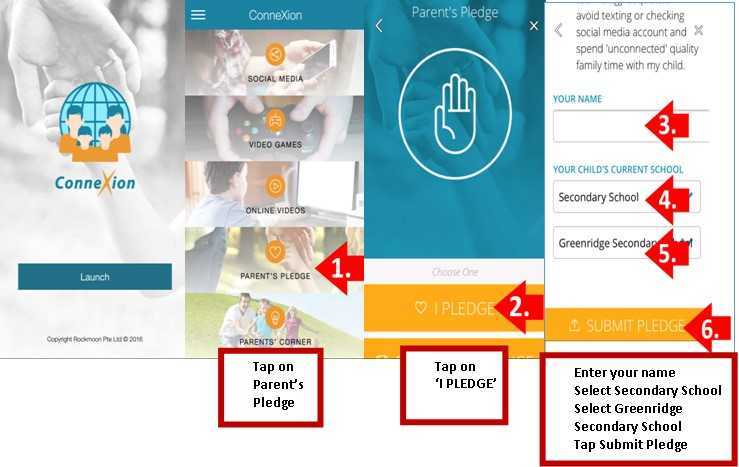 ConneXion
Launch
Copyright Rockmoon Pte Ltd © 2016
ConneXion
SOCIAL MEDIA
VIDEO GAMES
ONLINE VIDEOS
PARENT'S PLEDGE
1.
PARENTS' CORNER
Tap on
Parent's
Pledge
Parent's Pledge
Choose One
I PLEDGE
2.
Tap on
'I PLEDGE'
avoid texting or checking
social media account and
spend 'unconnected' quality
family time with my child.
YOUR NAME
3.
YOUR CHILD'S CURRENT SCHOOL
Secondary School
4.
Greenridge Secondar
5.
SUBMIT PLEDGE
6.
Enter your name
Select Secondary School
Select Greenridge
Secondary School
Tap Submit Pledge